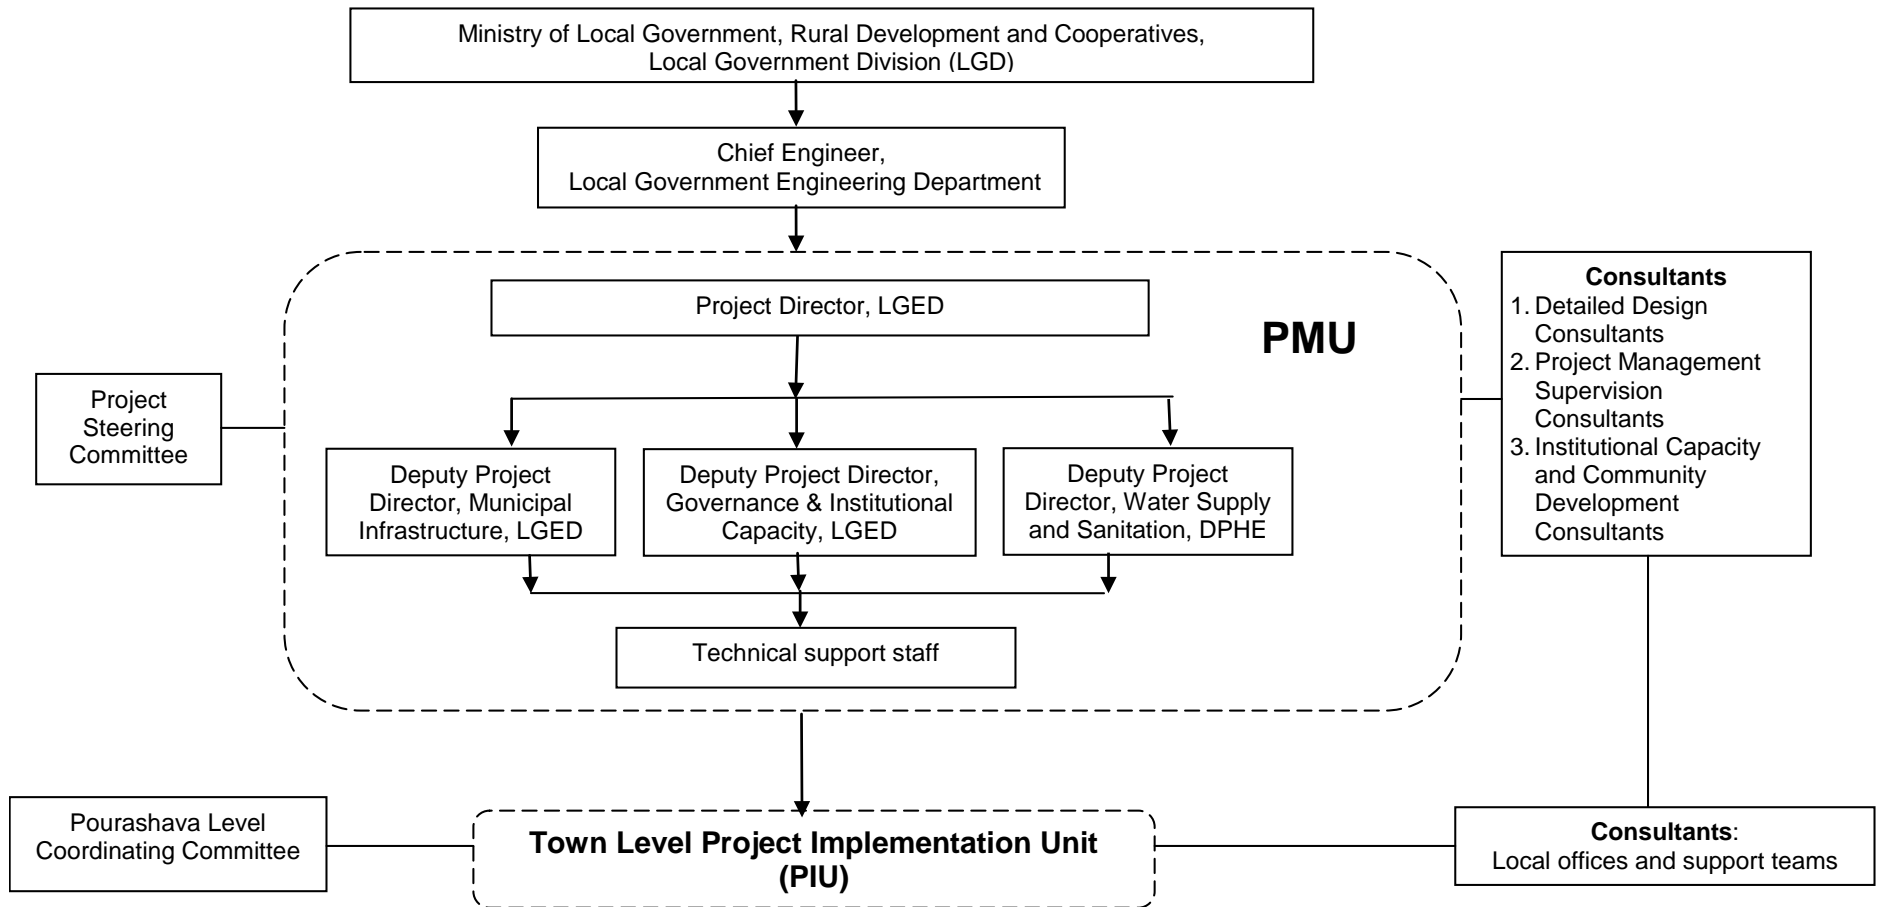 Ministry of Local Government, Rural Development and Cooperatives,
Local Government Division (LGD)
Chief Engineer,
Local Government Engineering Department
Project Director, LGED
PMU
Consultants
1. Detailed Design
Consultants
2. Project Management
Supervision
Consultants
3. Institutional Capacity
and Community
Development
Consultants
Project
Steering
Committee
Deputy Project
Director, Municipal
Infrastructure, LGED
Deputy Project Director,
Governance & Institutional
Capacity, LGED
Deputy Project
Director, Water Supply
and Sanitation, DPHE
Technical support staff
Pourashava Level
Coordinating Committee
Town Level Project Implementation Unit
(PIU)
Consultants:
Local offices and support teams